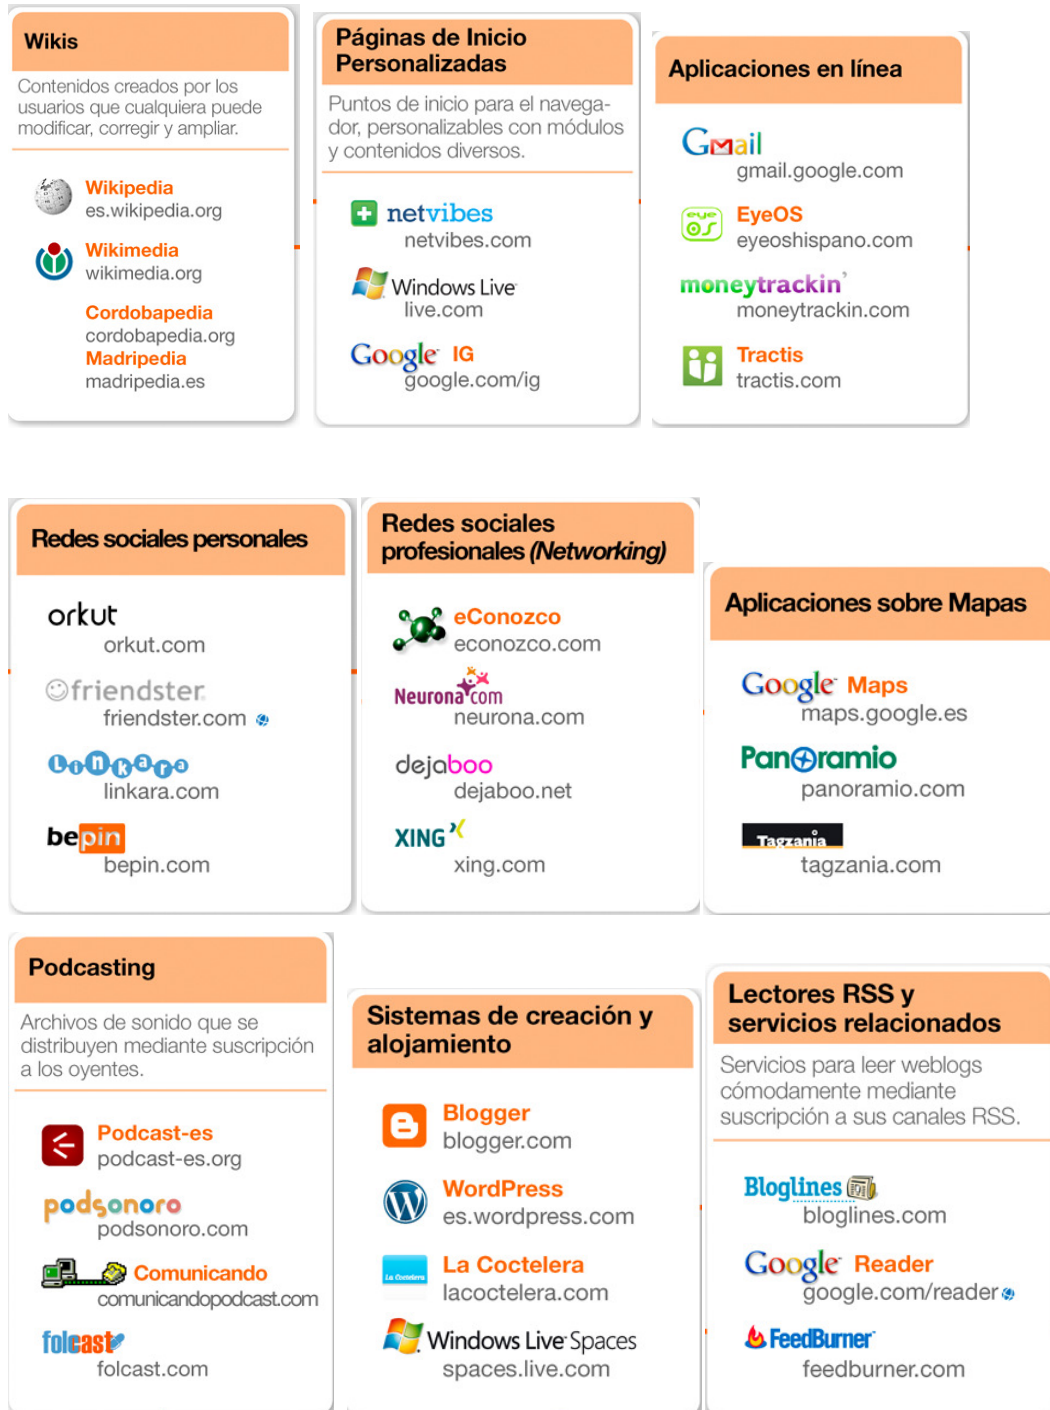 Wikis
Contenidos creados por los
usuarios que cualquiera puede
modificar, corregir y ampliar.
Wikipedia
es.wikipedia.org
Wikimedia
wikimedia.org
Cordobapedia
cordobapedia.org
Madripedia
madripedia.es
Páginas de Inicio
Personalizadas
Puntos de inicio para el navega-
dor, personalizables con módulos
y contenidos diversos.
netvibes
netvibes.com
Windows Live
live.com
Google IG
google.com/ig
Aplicaciones en línea
Gmail
gmail.google.com
eye OS
EyeOS
eyeoshispano.com
moneytrackin'
moneytrackin.com
Tractis
tractis.com
Redes sociales personales
orkut
orkut.com
friendster
friendster.com
Linkara
linkara.com
bepin
bepin.com
Redes sociales
profesionales (Networking)
eConozco
econozco.com
Neurona.com
neurona.com
dejaboo
dejaboo.net
XING
xing.com
Aplicaciones sobre Mapas
Google Maps
maps.google.es
Panoramio
panoramio.com
Tagzania
tagzania.com
Podcasting
Archivos de sonido que se
distribuyen mediante suscripción
a los oyentes.
Podcast-es
podcast-es.org
podsonoro
podsonoro.com
Comunicando
comunicandopodcast.com
folcast
folcast.com
Sistemas de creación y
alojamiento
Blogger
blogger.com
WordPress
es.wordpress.com
La Coctelera
La Coctelera
lacoctelera.com
Windows Live Spaces
spaces.live.com
Lectores RSS y
servicios relacionados
Servicios para leer weblogs
cómodamente mediante
suscripción a sus canales RSS.
Bloglines
bloglines.com
Google Reader
google.com/reader
FeedBurner
feedburner.com